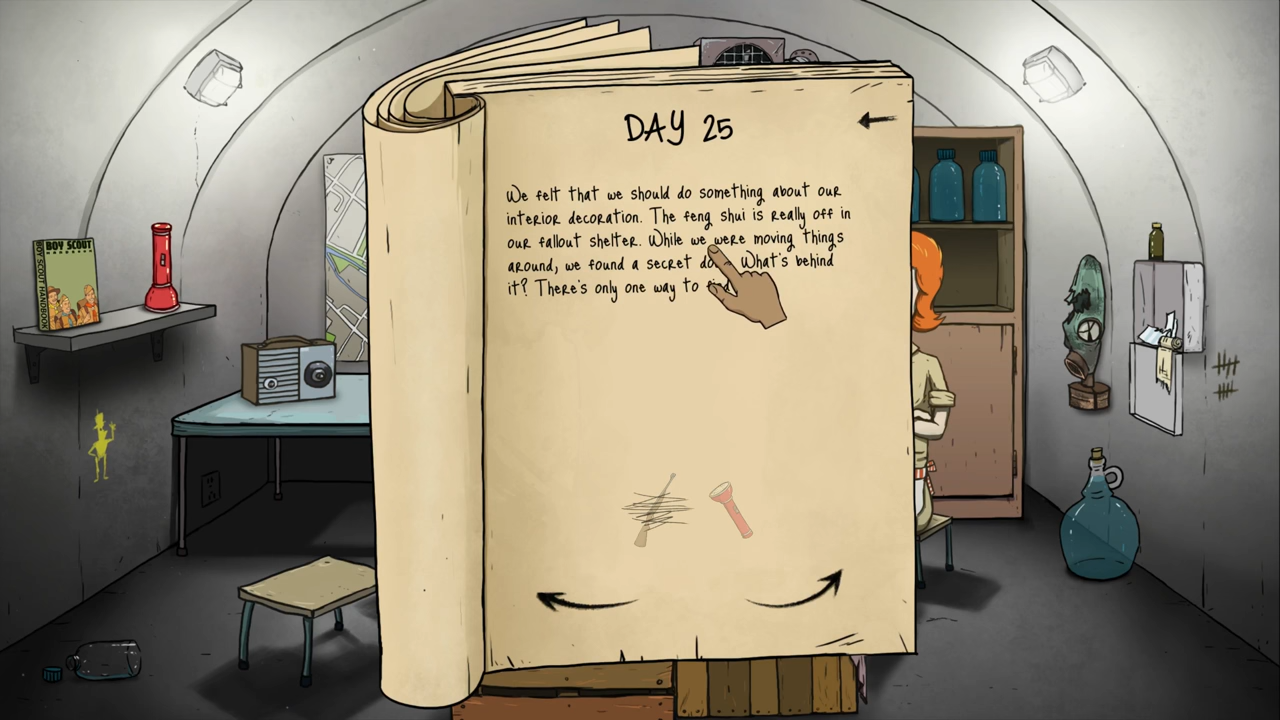 DAY 25
We felt that we should do something about our
interior decoration. The feng shui is really off in
our fallout shelter. While we were moving things
around, we found a secret What's behind
it? There's only one way to
BOY SCOUT
BOY SCOUT HANDBOOK